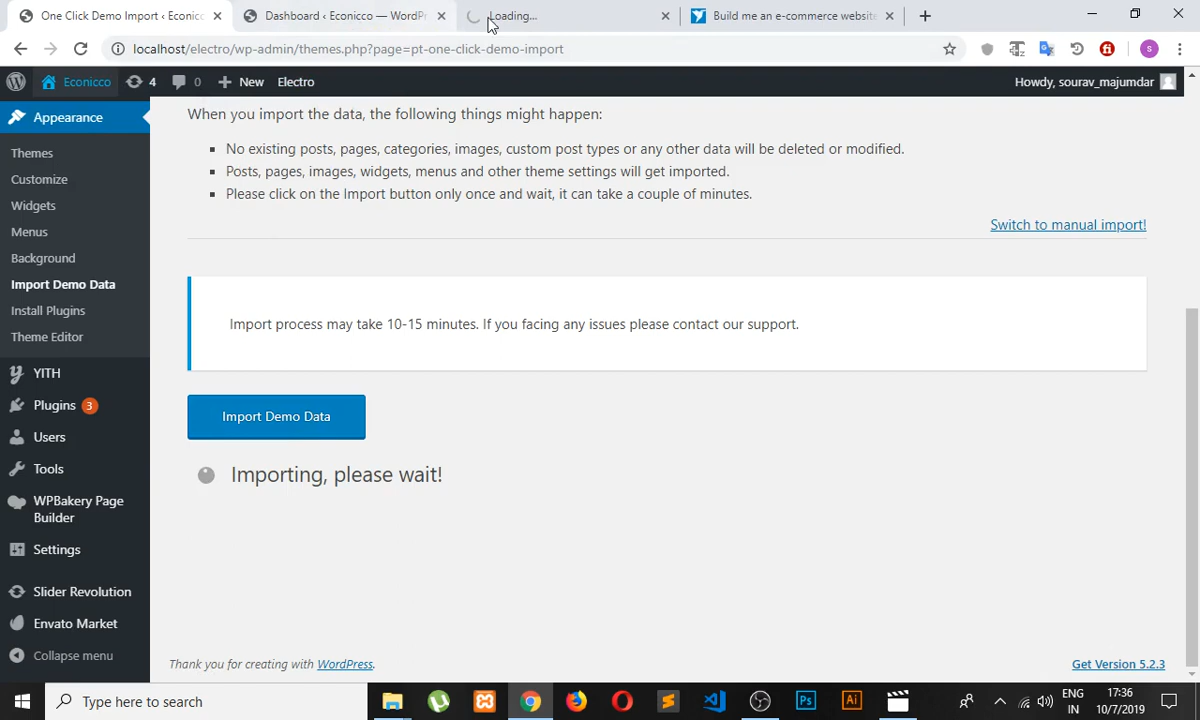 One Click Demo Import ‹ Econicc
Dashboard ‹ Econicco — WordPr
Loading...
Build me an e-commerce website
localhost/electro/wp-admin/themes.php?page=pt-one-click-demo-import
S
Econicco
4
0
New
Electro
Howdy, sourav_majumdar
Appearance
Themes
Customize
Widgets
Menus
Background
Import Demo Data
Install Plugins
Theme Editor
YITH
Plugins 3
Users
Tools
WPBakery Page
Builder
Settings
Slider Revolution
Envato Market
Collapse menu
When you import the data, the following things might happen:
No existing posts, pages, categories, images, custom post types or any other data will be deleted or modified.
Posts, pages, images, widgets, menus and other theme settings will get imported.
Please click on the Import button only once and wait, it can take a couple of minutes.
Switch to manual import!
Import process may take 10-15 minutes. If you facing any issues please contact our support.
Import Demo Data
Importing, please wait!
Thank you for creating with WordPress.
Get Version 5.2.3
Type here to search
Ps
Ai
ENG
IN
17:36
10/7/2019